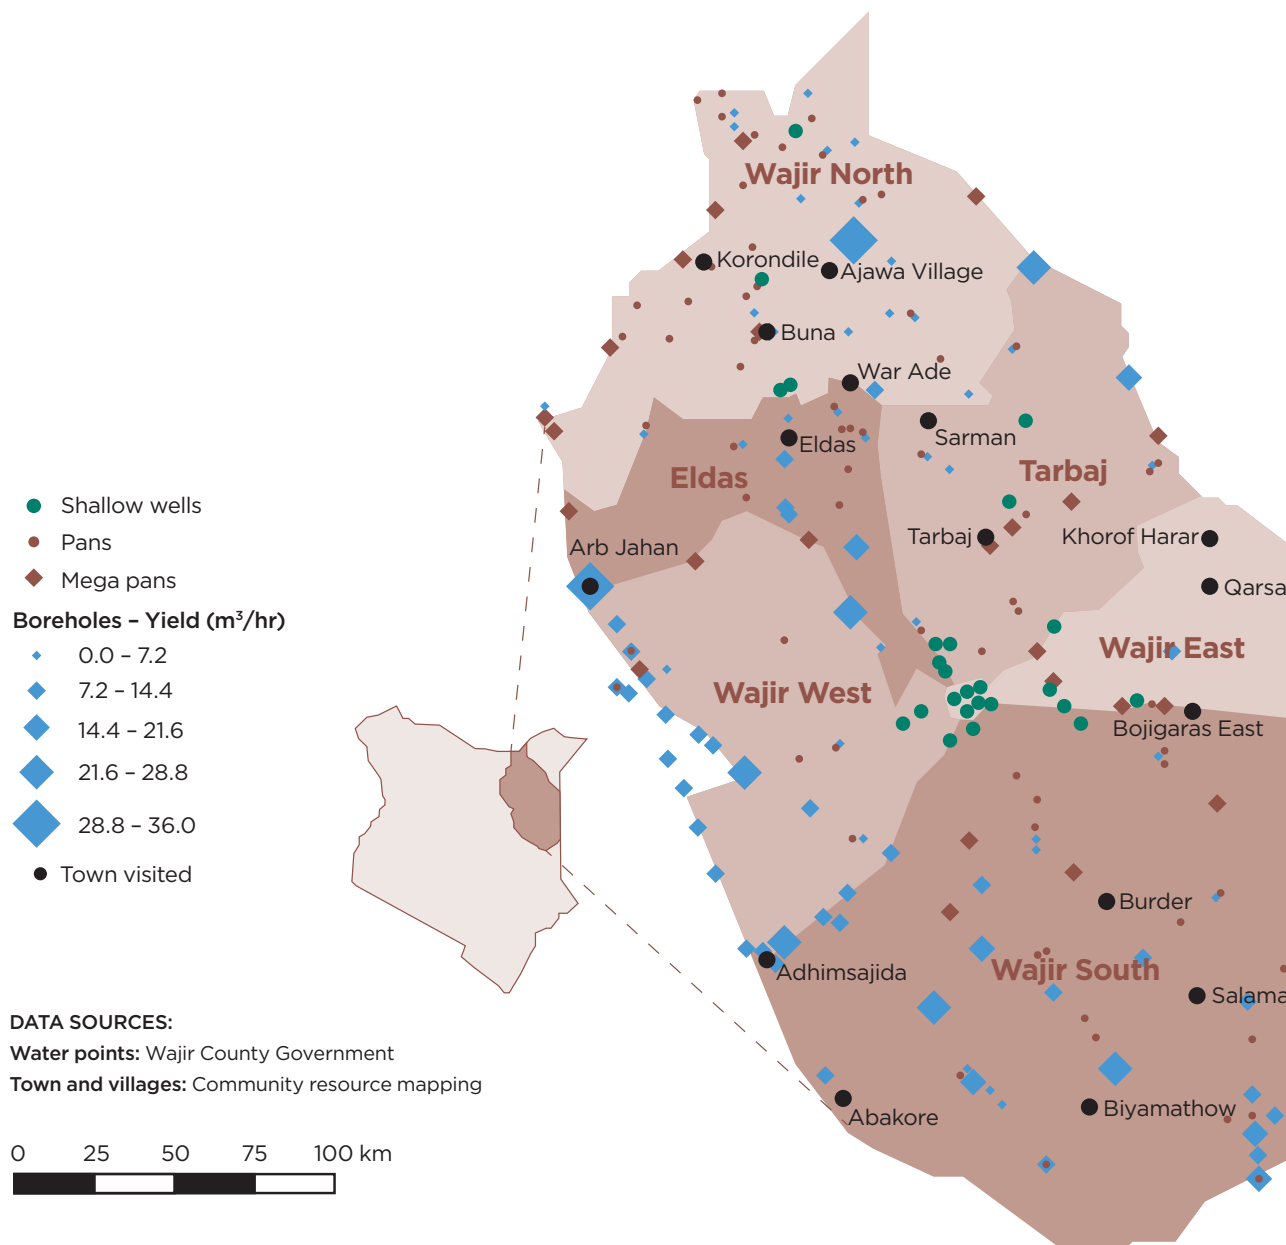 Wajir North
Korondile
Ajawa Village
Buna
War Ade
Eldas
Sarman
Eldas
Tarbaj
Shallow wells
Pans
Mega pans
Arb Jahan
Tarbaj
Khorof Harar
Qarsa
Boreholes – Yield (m³/hr)
0.0 – 7.2
7.2 – 14.4
14.4 – 21.6
21.6 – 28.8
28.8 – 36.0
Town visited
Wajir East
Wajir West
Bojigaras East
Burder
Adhimsajida
Wajir South
Salama
Abakore
Biyamathow
DATA SOURCES:
Water points: Wajir County Government
Town and villages: Community resource mapping
0 25 50 75 100 km